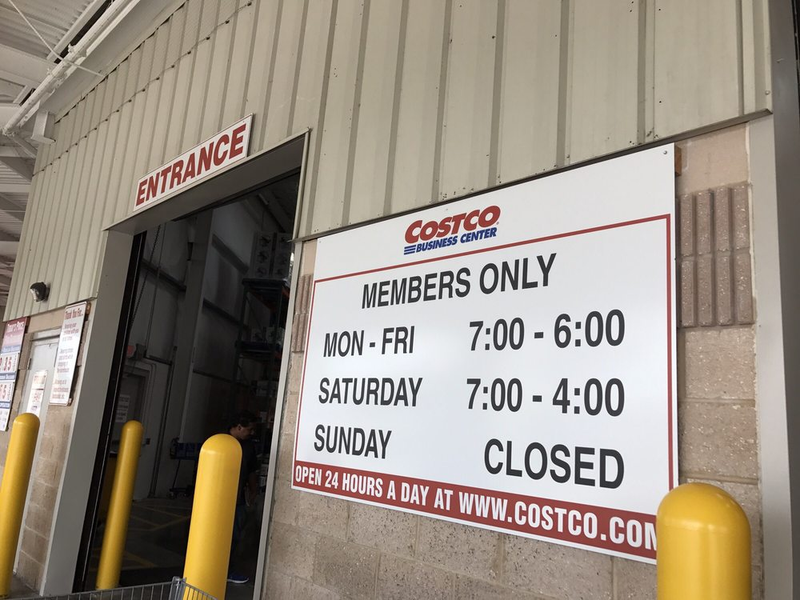 ENTRANCE
COSTCO
BUSINESS CENTER
MEMBERS ONLY
MON - FRI 7:00 - 6:00
SATURDAY 7:00 - 4:00
SUNDAY CLOSED
OPEN 24 HOURS A DAY AT WWW.COSTCO.COM